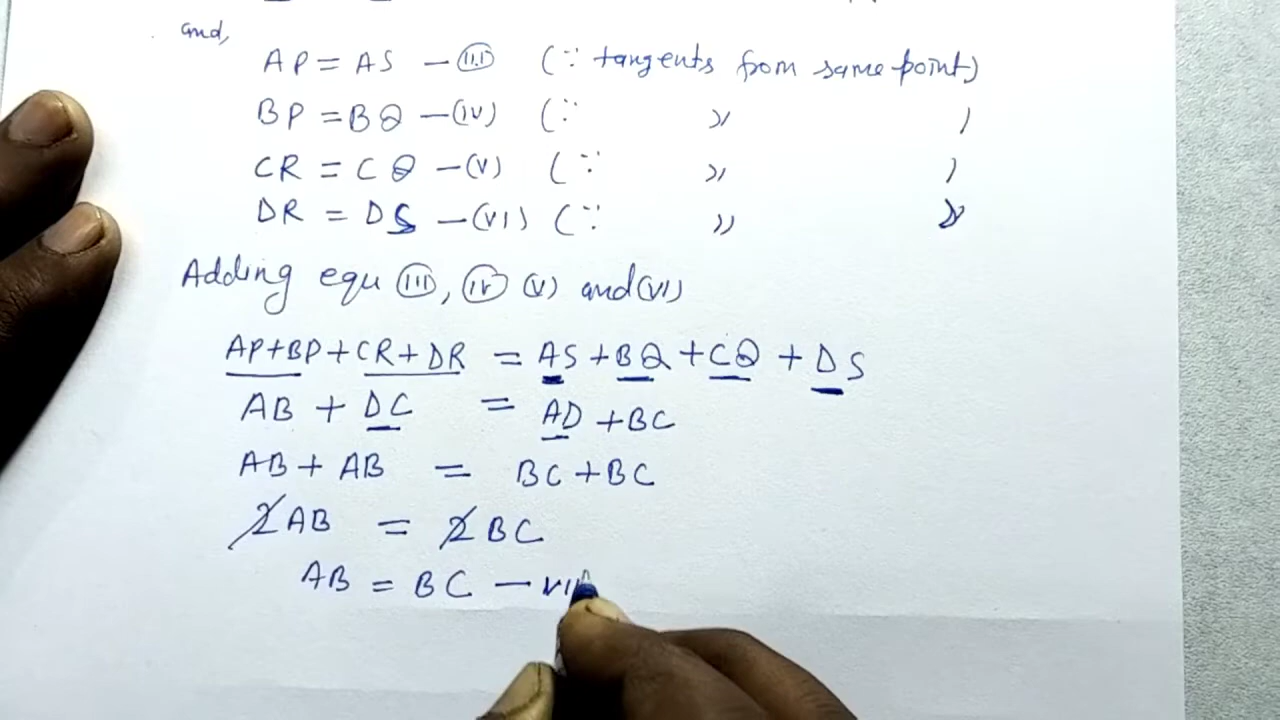 and,
AP = AS — (iii) (∵ tangents from same point)
BP = BQ — (iv) (∵ ,, )
CR = CQ — (v) (∵ ,, )
DR = DS — (vi) (∵ ,, )
Adding equ (iii), (iv) (v) and (vi)
AP+BP+CR+DR = AS+BQ+CQ+DS
AB + DC = AD + BC
AB + AB = BC + BC
2AB = 2BC
AB = BC — vii